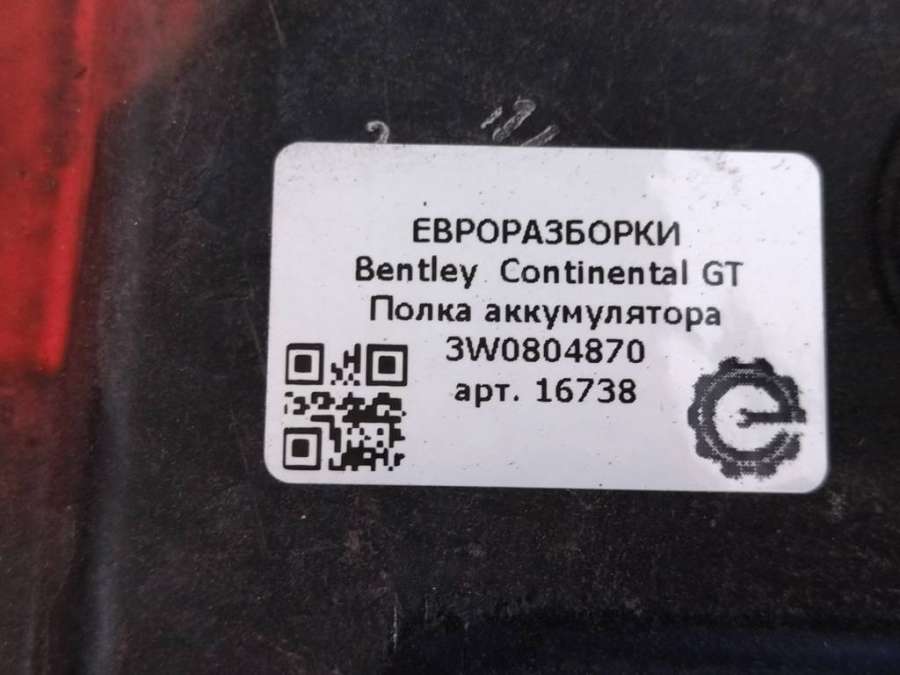 ЕВРОРАЗБОРКИ
Bentley Continental GT
Полка аккумулятора
3W0804870
арт. 16738